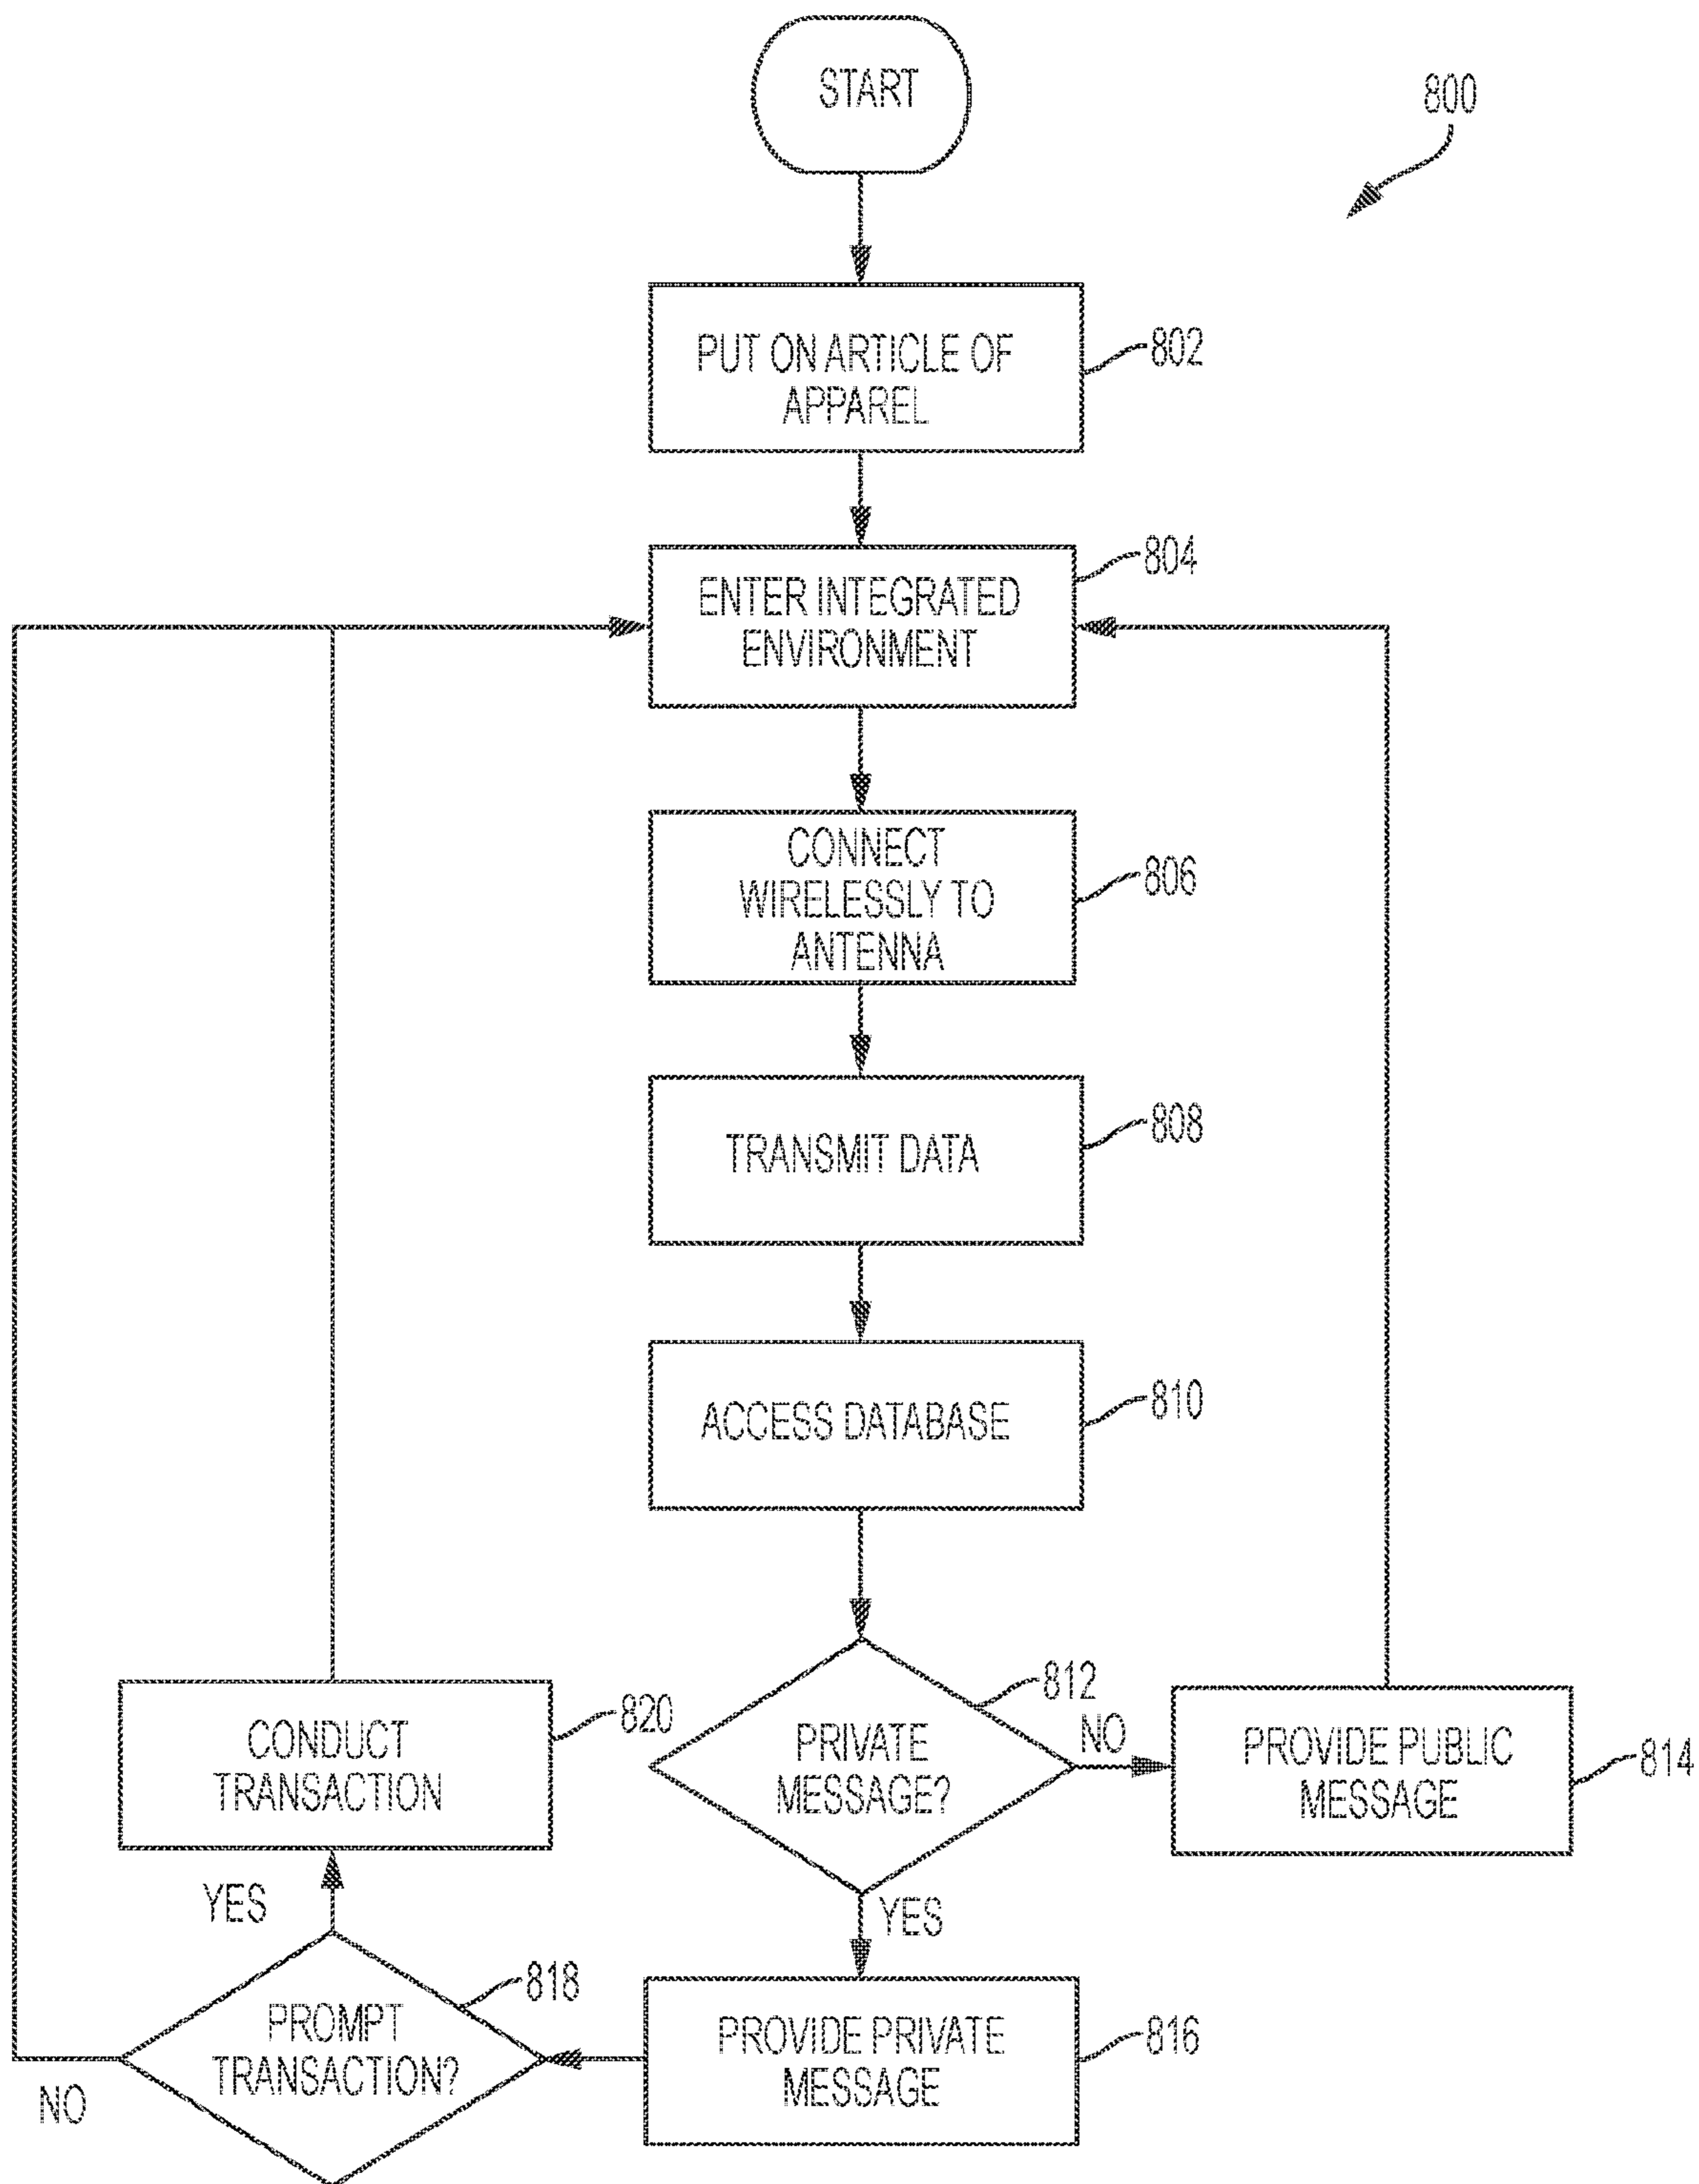 START
800
PUT ON ARTICLE OF
APPAREL
802
804
ENTER INTEGRATED
ENVIRONMENT
CONNECT
WIRELESSLY TO
ANTENNA
806
808
TRANSMIT DATA
810
ACCESS DATABASE
812
PRIVATE
MESSAGE?
NO
PROVIDE PUBLIC
MESSAGE
814
820
CONDUCT
TRANSACTION
YES
YES
818
PROMPT
TRANSACTION?
NO
PROVIDE PRIVATE
MESSAGE
816